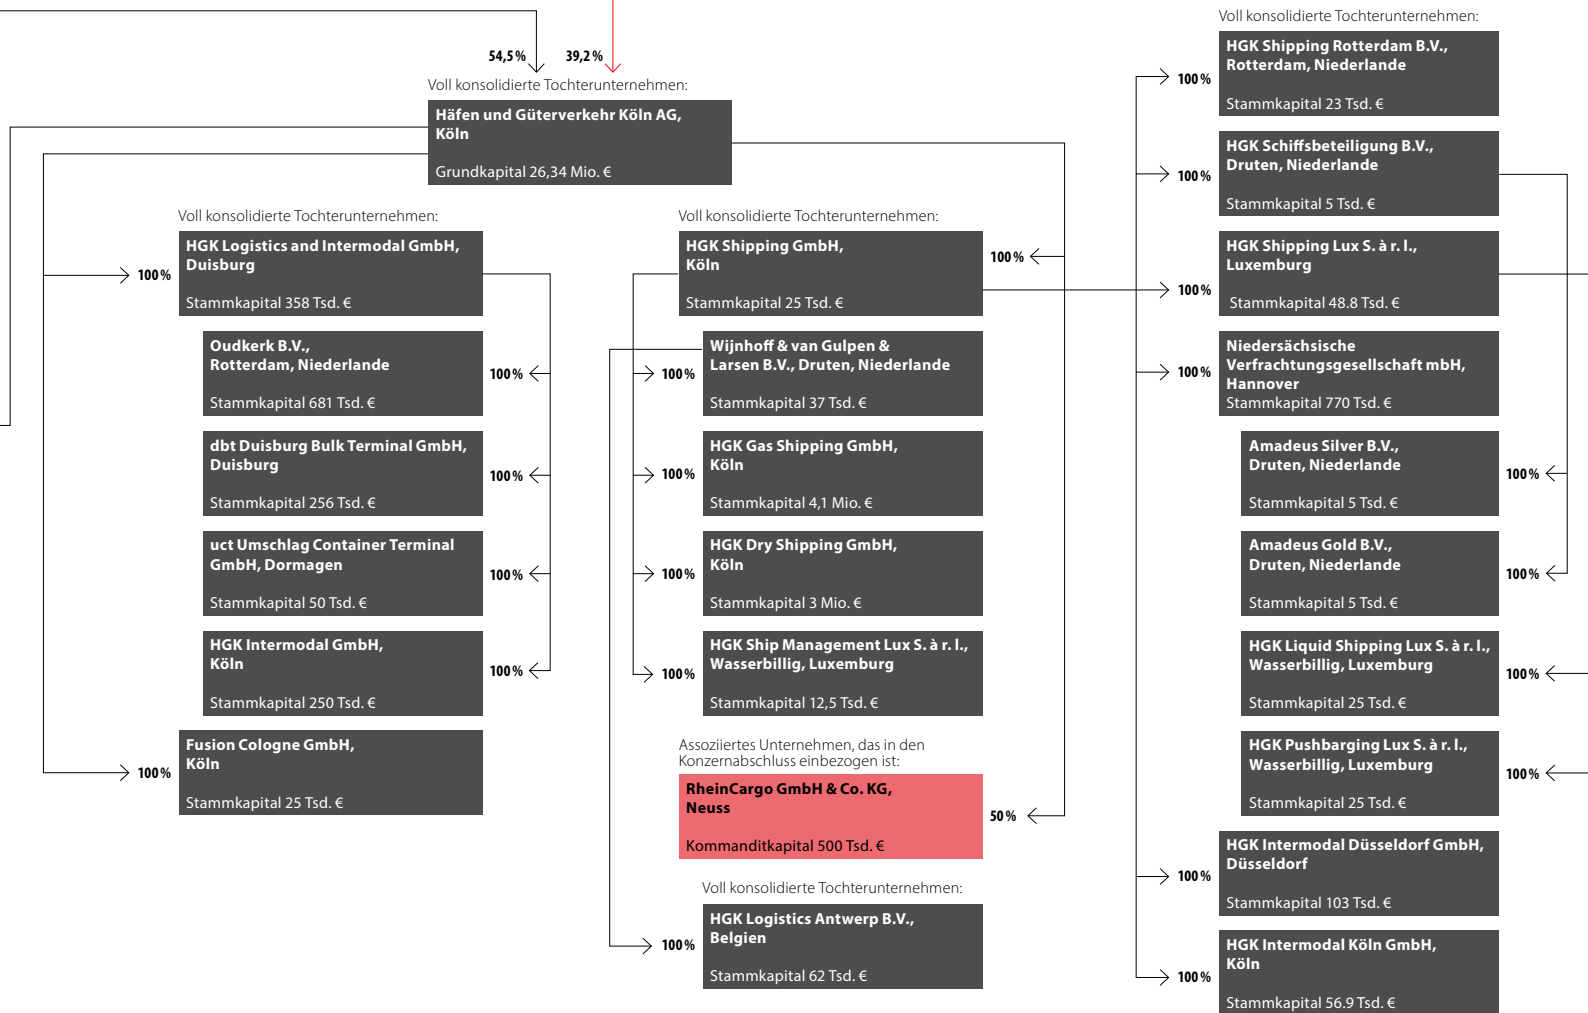 54,5 %
39,2 %
Voll konsolidierte Tochterunternehmen:
Häfen und Güterverkehr Köln AG,
Köln
Grundkapital 26,34 Mio. €
Voll konsolidierte Tochterunternehmen:
100 %
HGK Logistics and Intermodal GmbH,
Duisburg
Stammkapital 358 Tsd. €
Oudkerk B.V.,
Rotterdam, Niederlande
Stammkapital 681 Tsd. €
100 %
dbt Duisburg Bulk Terminal GmbH,
Duisburg
Stammkapital 256 Tsd. €
100 %
uct Umschlag Container Terminal
GmbH, Dormagen
Stammkapital 50 Tsd. €
100 %
HGK Intermodal GmbH,
Köln
Stammkapital 250 Tsd. €
100 %
100 %
Fusion Cologne GmbH,
Köln
Stammkapital 25 Tsd. €
Voll konsolidierte Tochterunternehmen:
HGK Shipping GmbH,
Köln
Stammkapital 25 Tsd. €
100 %
100 %
Wijnhoff & van Gulpen &
Larsen B.V., Druten, Niederlande
Stammkapital 37 Tsd. €
100 %
HGK Gas Shipping GmbH,
Köln
Stammkapital 4,1 Mio. €
100 %
HGK Dry Shipping GmbH,
Köln
Stammkapital 3 Mio. €
100 %
HGK Ship Management Lux S. à r. l.,
Wasserbillig, Luxemburg
Stammkapital 12,5 Tsd. €
Assoziiertes Unternehmen, das in den
Konzernabschluss einbezogen ist:
RheinCargo GmbH & Co. KG,
Neuss
Kommanditkapital 500 Tsd. €
50 %
Voll konsolidierte Tochterunternehmen:
100 %
HGK Logistics Antwerp B.V.,
Belgien
Stammkapital 62 Tsd. €
Voll konsolidierte Tochterunternehmen:
100 %
HGK Shipping Rotterdam B.V.,
Rotterdam, Niederlande
Stammkapital 23 Tsd. €
100 %
HGK Schiffsbeteiligung B.V.,
Druten, Niederlande
Stammkapital 5 Tsd. €
100 %
HGK Shipping Lux S. à r. l.,
Luxemburg
Stammkapital 48.8 Tsd. €
100 %
Niedersächsische
Verfrachtungsgesellschaft mbH,
Hannover
Stammkapital 770 Tsd. €
Amadeus Silver B.V.,
Druten, Niederlande
Stammkapital 5 Tsd. €
100 %
Amadeus Gold B.V.,
Druten, Niederlande
Stammkapital 5 Tsd. €
100 %
HGK Liquid Shipping Lux S. à r. l.,
Wasserbillig, Luxemburg
Stammkapital 25 Tsd. €
100 %
HGK Pushbarging Lux S. à r. l.,
Wasserbillig, Luxemburg
Stammkapital 25 Tsd. €
100 %
100 %
HGK Intermodal Düsseldorf GmbH,
Düsseldorf
Stammkapital 103 Tsd. €
100 %
HGK Intermodal Köln GmbH,
Köln
Stammkapital 56.9 Tsd. €